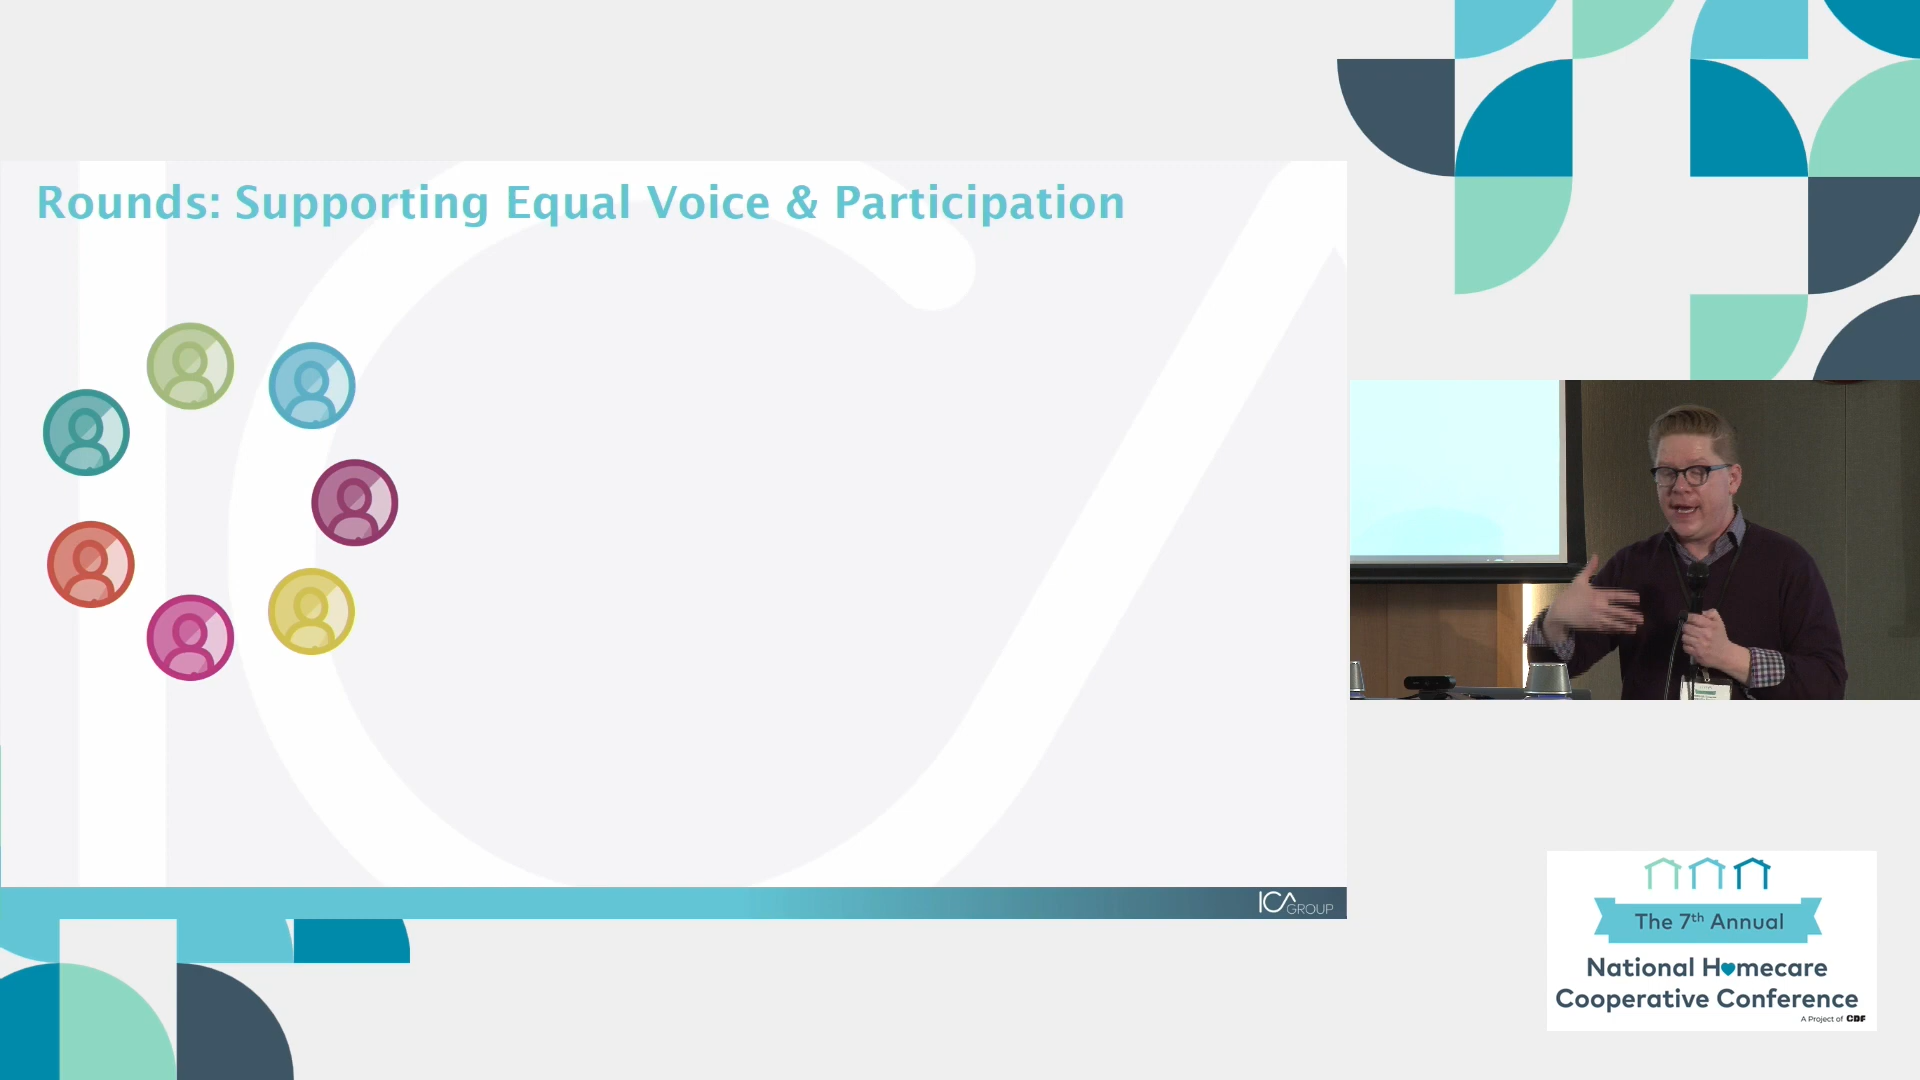 Rounds: Supporting Equal Voice & Participation
ICA GROUP
The 7th Annual
National Homecare
Cooperative Conference
A Project of CDF